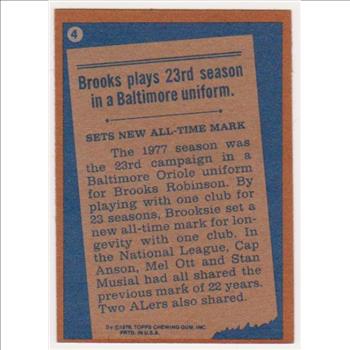 4
Brooks plays 23rd season
in a Baltimore uniform.
SETS NEW ALL-TIME MARK
The 1977 season was
the 23rd campaign in a
Baltimore Oriole uniform
for Brooks Robinson. By
playing with one club for
23 seasons, Brooksie set a
new all-time mark for lon-
gevity with one club. In
the National League, Cap
Anson, Mel Ott and Stan
Musial had all shared the
previous mark of 22 years.
Two ALers also shared.
©1978, TOPPS CHEWING GUM, INC.
PRTD. IN U.S.A.